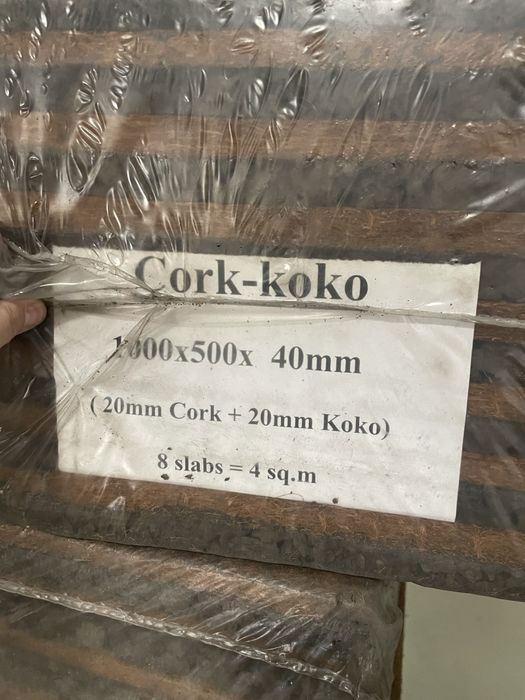 Cork-koko
1000x500x 40mm
( 20mm Cork + 20mm Koko)
8 slabs = 4 sq.m